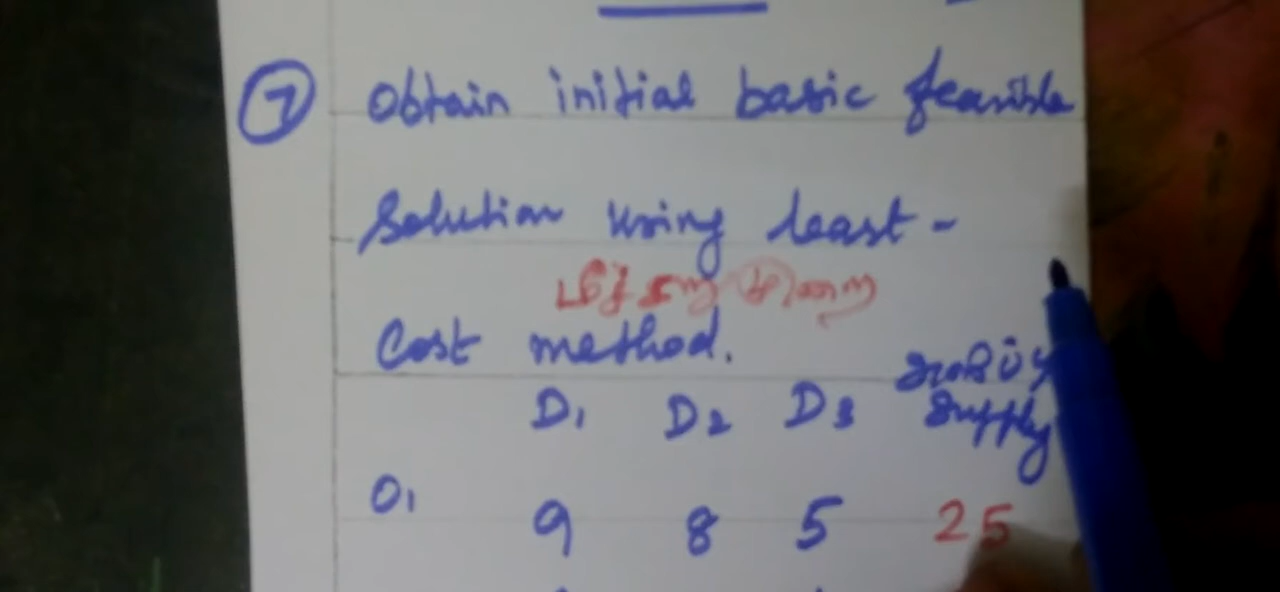 7 Obtain initial basic feasible
Solution using least-
Cost method.
D1 D2 D3 Supply
O1 9 8 5 25